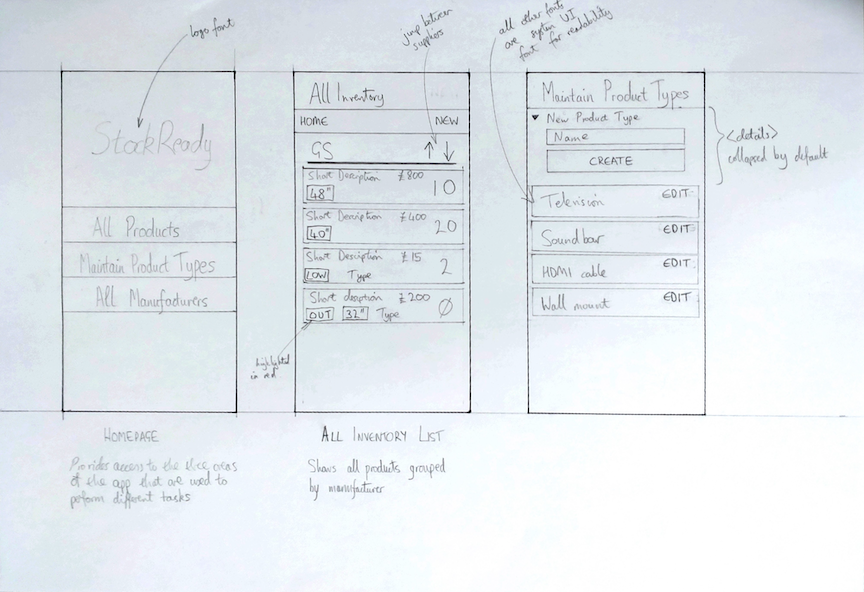 logo font
jump between
suppliers
all other fonts
are system UI
font for readability
StockReady
All Products
Maintain Product Types
All Manufacturers
All Inventory
HOME NEW
GS ↑ ↓
Short Description £800
48" 10
Short Description £400
40" 20
Short Description £15
LOW Type 2
Short description £200
OUT 32" Type 0
highlighted
in red
Maintain Product Types
▼ New Product Type
Name
CREATE
<details>
collapsed by default
Television EDIT
Soundbar EDIT
HDMI cable EDIT
Wall mount EDIT
HOMEPAGE
Provides access to the areas
of the app that are used to
perform different tasks
ALL INVENTORY LIST
Shows all products grouped
by manufacturer